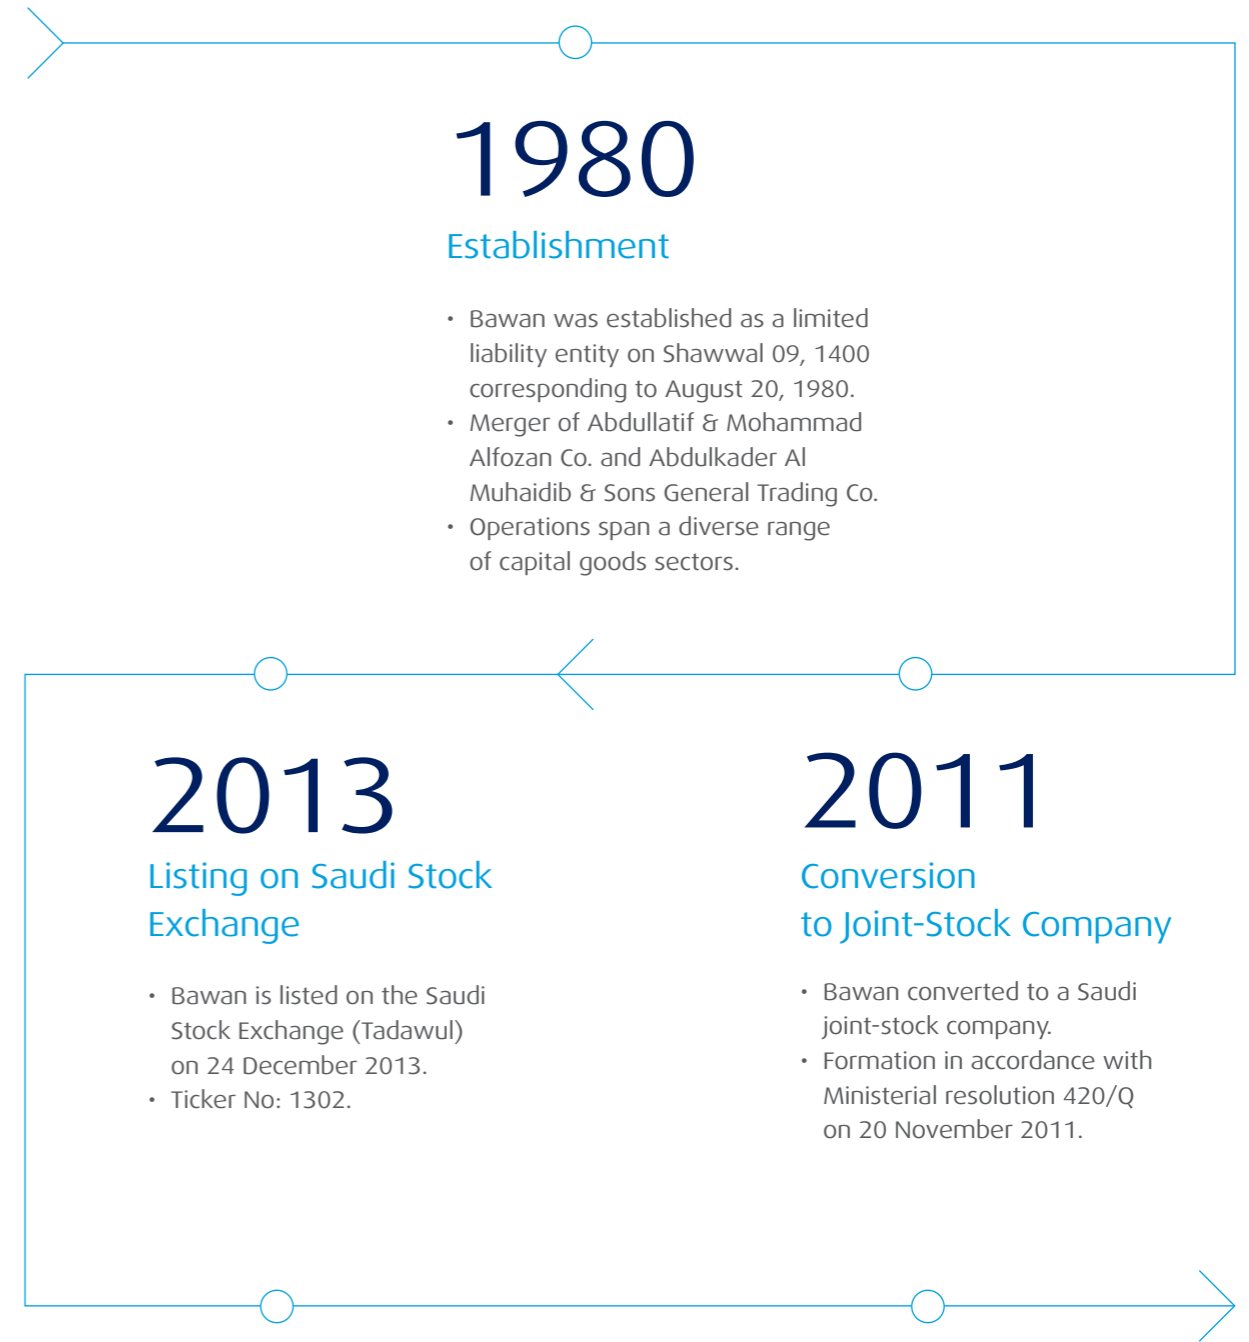 1980
Establishment
• Bawan was established as a limited
liability entity on Shawwal 09, 1400
corresponding to August 20, 1980.
• Merger of Abdullatif & Mohammad
Alfozan Co. and Abdulkader Al
Muhaidib & Sons General Trading Co.
• Operations span a diverse range
of capital goods sectors.
2011
Conversion
to Joint-Stock Company
• Bawan converted to a Saudi
joint-stock company.
• Formation in accordance with
Ministerial resolution 420/Q
on 20 November 2011.
2013
Listing on Saudi Stock
Exchange
• Bawan is listed on the Saudi
Stock Exchange (Tadawul)
on 24 December 2013.
• Ticker No: 1302.